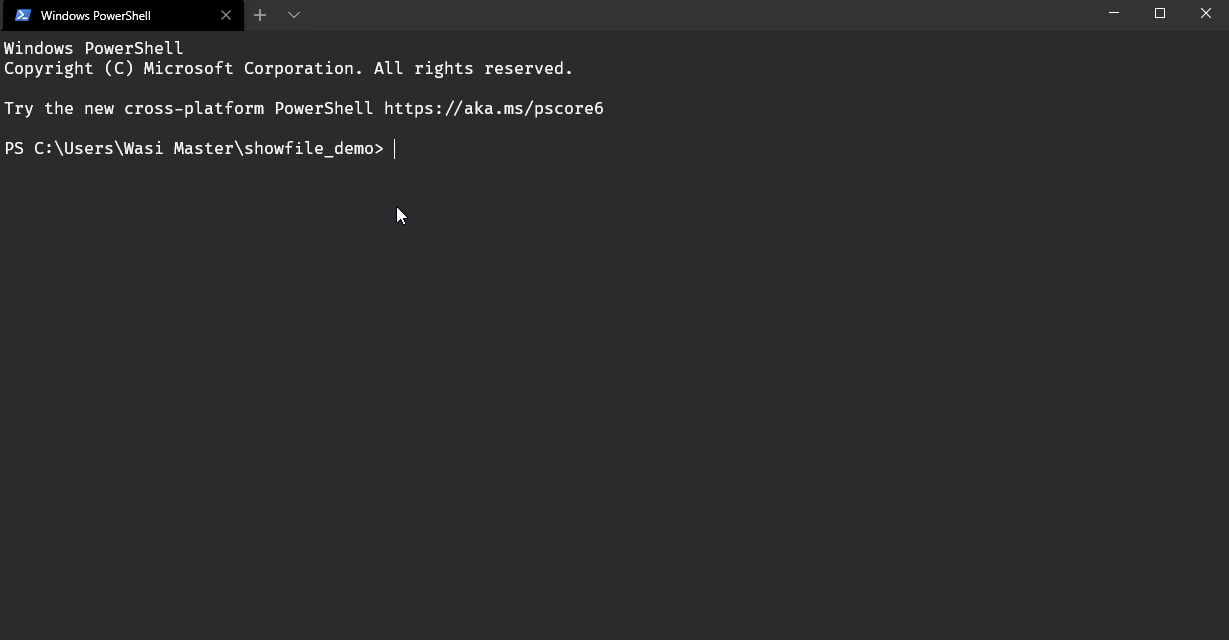 Windows PowerShell
Windows PowerShell
Copyright (C) Microsoft Corporation. All rights reserved.
Try the new cross-platform PowerShell https://aka.ms/pscore6
PS C:\Users\Wasi Master\showfile_demo>